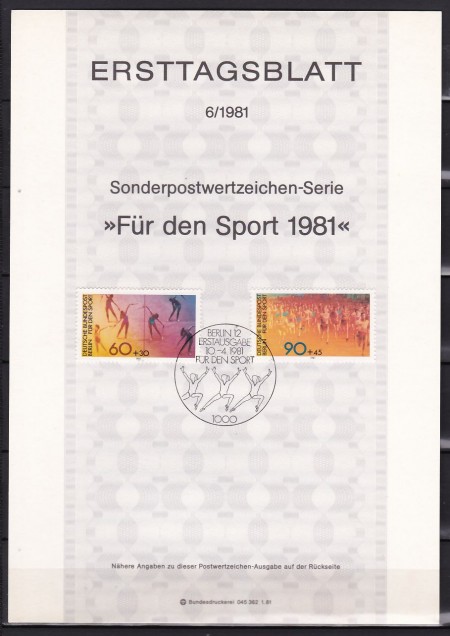 ERSTTAGSBLATT
6/1981
Sonderpostwertzeichen-Serie
»Für den Sport 1981«
DEUTSCHE BUNDESPOST
BERLIN FÜR DEN SPORT
60+30
DEUTSCHE BUNDESPOST
BERLIN FÜR DEN SPORT
90+45
BERLIN 12
ERSTAUSGABE
10.-4.1981
FÜR DEN SPORT
1000
Nähere Angaben zu dieser Postwertzeichen-Ausgabe auf der Rückseite
Bundesdruckerei 045 362 1.81